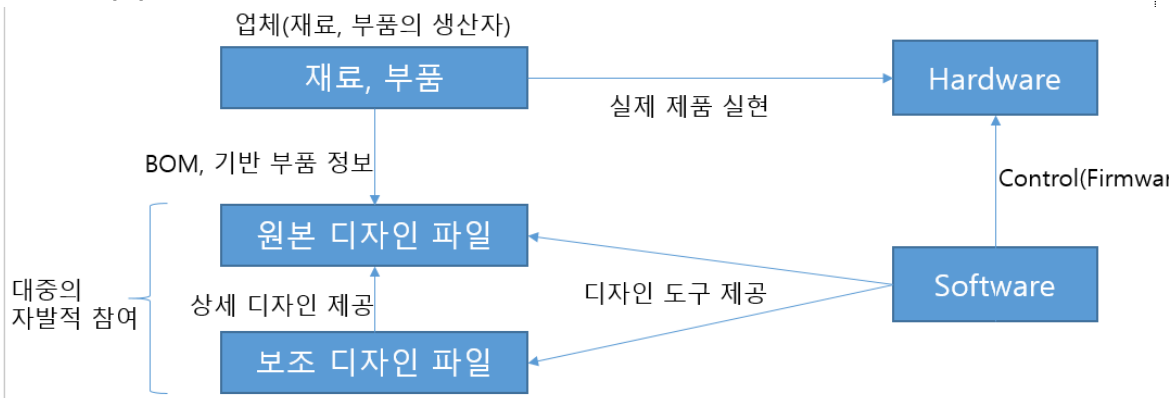 업체(재료, 부품의 생산자)
재료, 부품
Hardware
실제 제품 실현
BOM, 기반 부품 정보
Control(Firmwar
원본 디자인 파일
대중의
자발적 참여
상세 디자인 제공
디자인 도구 제공
Software
보조 디자인 파일